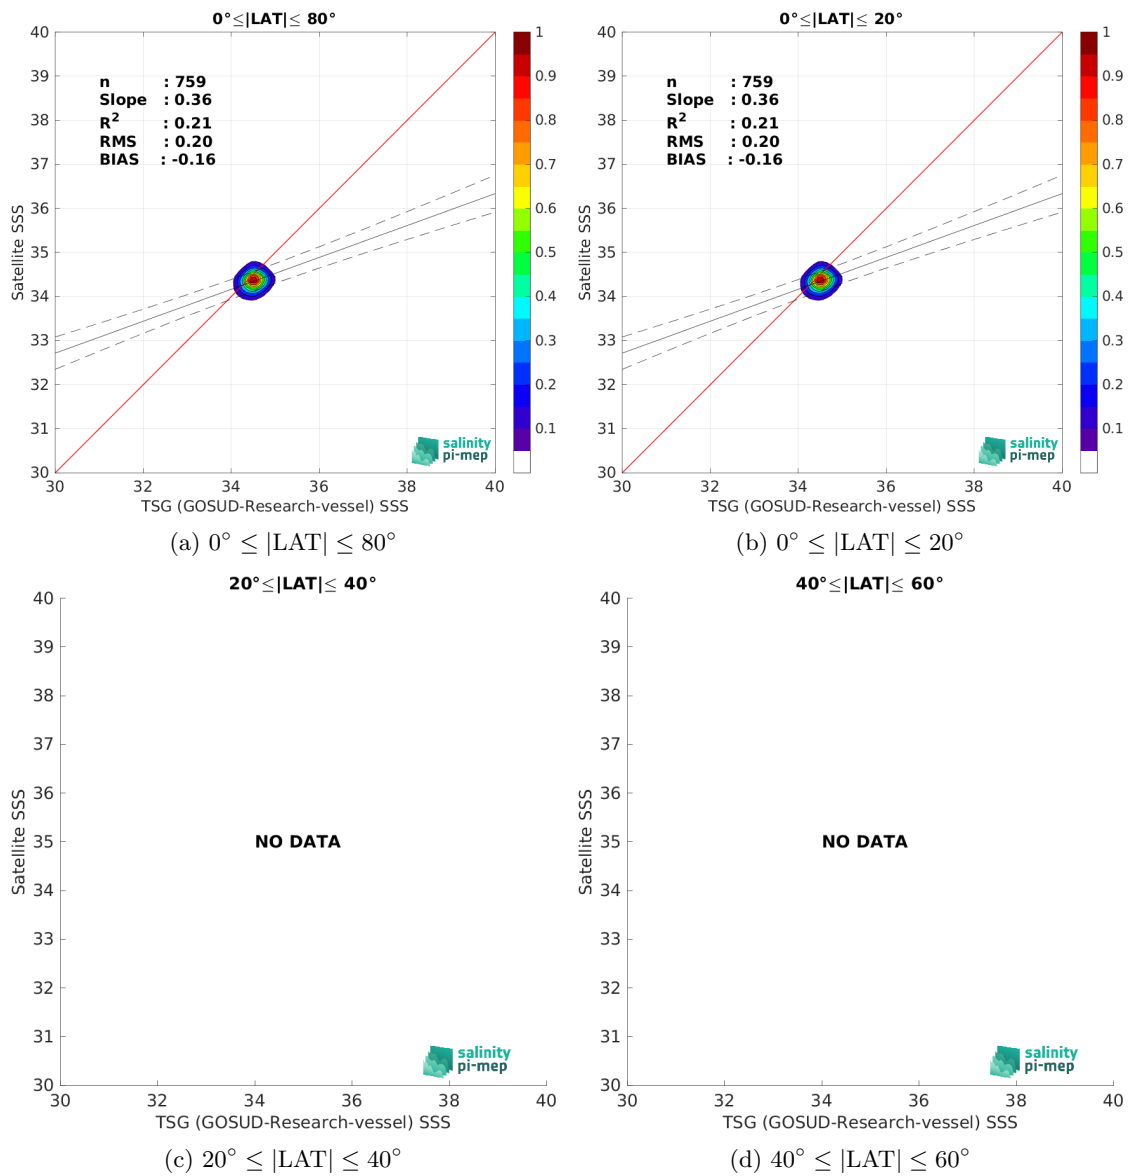 0°≤|LAT|≤ 80°
40
39
38
37
36
35
34
33
32
31
30
Satellite SSS
n : 759
Slope : 0.36
R² : 0.21
RMS : 0.20
BIAS : -0.16
salinity
pi-mep
30 32 34 36 38 40
TSG (GOSUD-Research-vessel) SSS
1
0.9
0.8
0.7
0.6
0.5
0.4
0.3
0.2
0.1
(a) 0° ≤ |LAT| ≤ 80°
0°≤|LAT|≤ 20°
40
39
38
37
36
35
34
33
32
31
30
Satellite SSS
n : 759
Slope : 0.36
R² : 0.21
RMS : 0.20
BIAS : -0.16
salinity
pi-mep
30 32 34 36 38 40
TSG (GOSUD-Research-vessel) SSS
1
0.9
0.8
0.7
0.6
0.5
0.4
0.3
0.2
0.1
(b) 0° ≤ |LAT| ≤ 20°
20°≤|LAT|≤ 40°
40
39
38
37
36
35
34
33
32
31
30
Satellite SSS
NO DATA
salinity
pi-mep
30 32 34 36 38 40
TSG (GOSUD-Research-vessel) SSS
(c) 20° ≤ |LAT| ≤ 40°
40°≤|LAT|≤ 60°
40
39
38
37
36
35
34
33
32
31
30
Satellite SSS
NO DATA
salinity
pi-mep
30 32 34 36 38 40
TSG (GOSUD-Research-vessel) SSS
(d) 40° ≤ |LAT| ≤ 60°